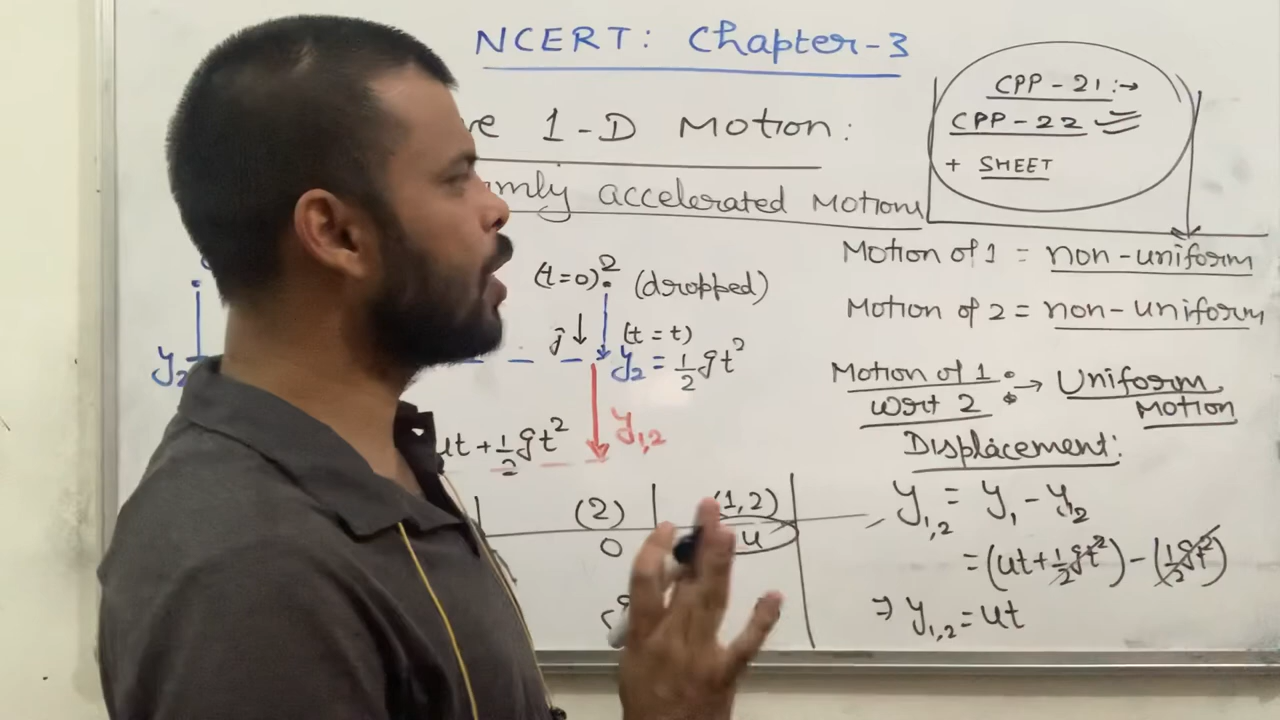 NCERT: Chapter-3
CPP-21:→
CPP-22
+ SHEET
1-D Motion:
accelerated Motions
Motion of 1 = non-uniform
(t=0) 2 (dropped)
Motion of 2 = non-uniform
(t=t)
y₂
y₂ = 1/2 gt²
Motion of 1 wrt 2 :→ Uniform Motion
y₁,₂
ut + 1/2 gt²
Displacement:
(2) (1,2)
0 u
y₁,₂ = y₁ - y₂
= (ut + 1/2 gt²) - (1/2 gt²)
⇒ y₁,₂ = ut